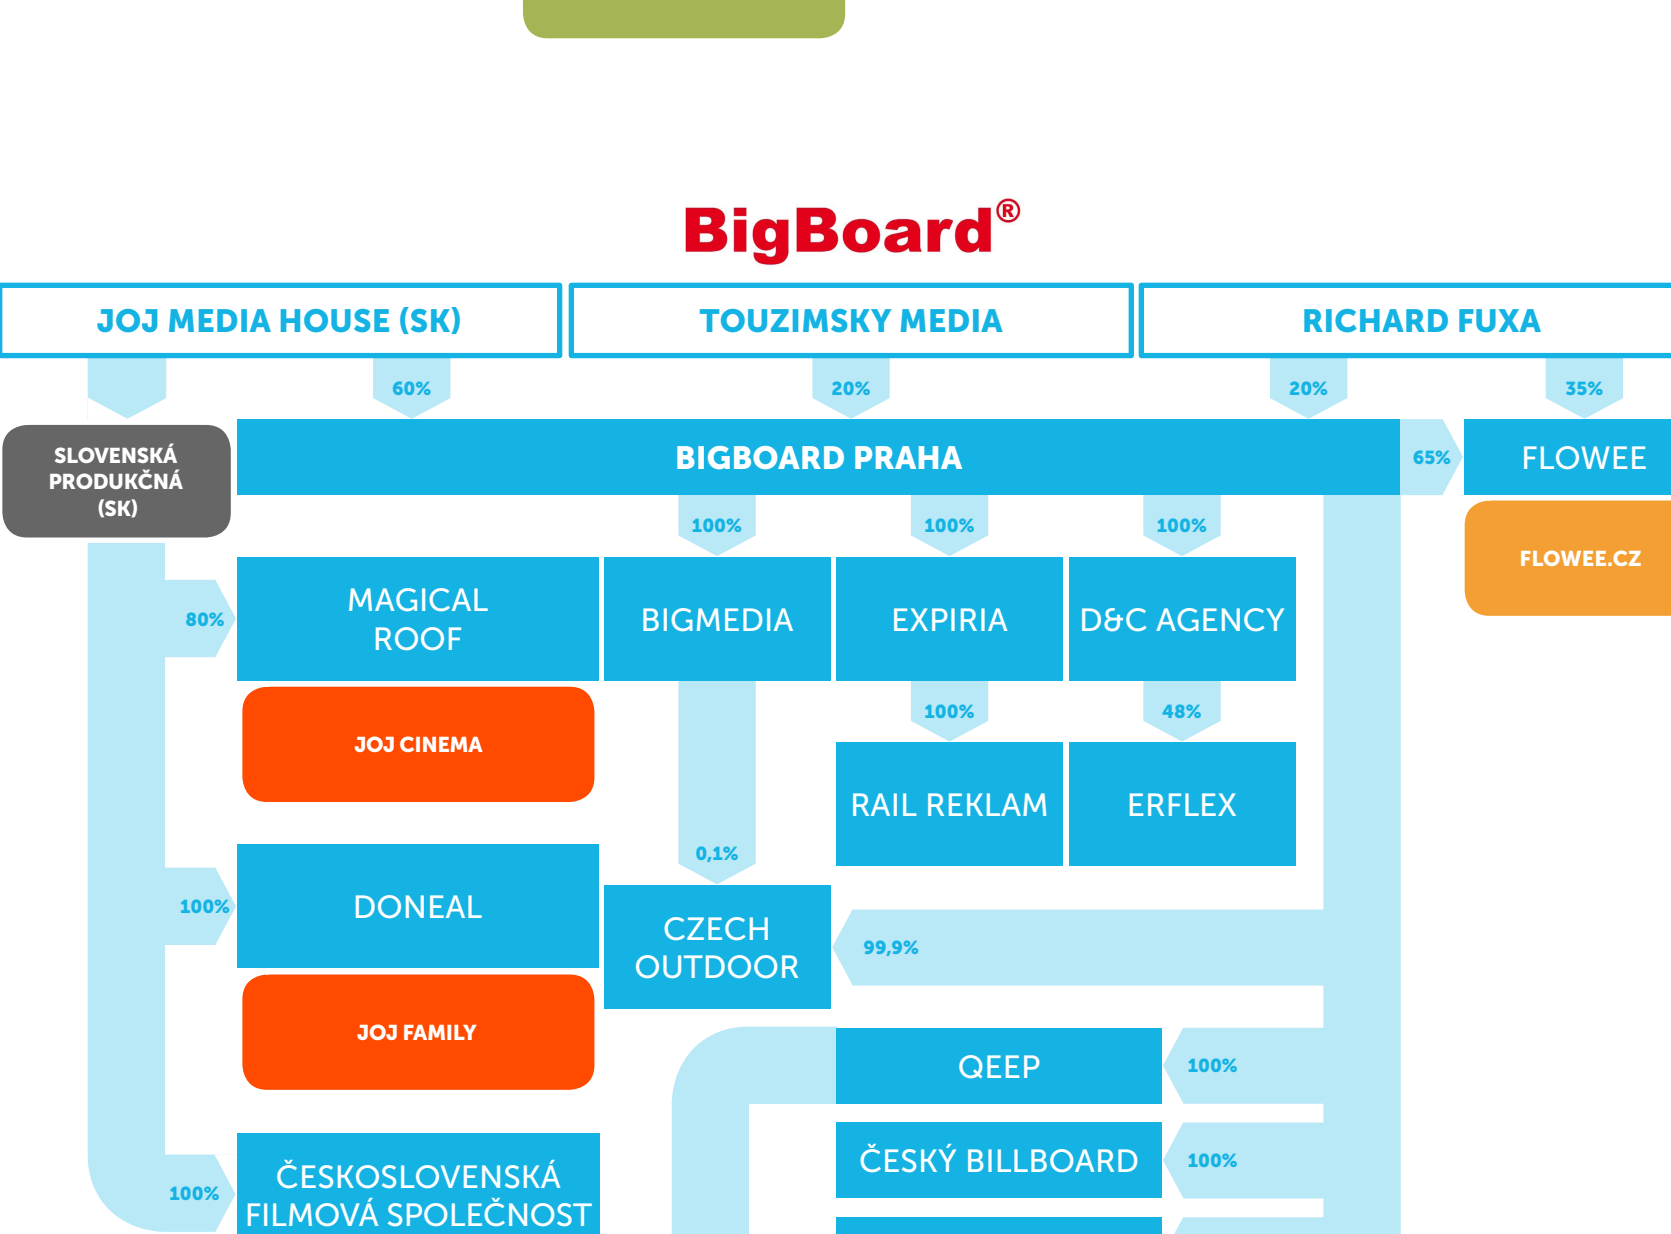 BigBoard®
JOJ MEDIA HOUSE (SK)
TOUZIMSKY MEDIA
RICHARD FUXA
60%
20%
20%
35%
SLOVENSKÁ
PRODUKČNÁ
(SK)
BIGBOARD PRAHA
65%
FLOWEE
100%
100%
100%
FLOWEE.CZ
80%
MAGICAL
ROOF
BIGMEDIA
EXPIRIA
D&C AGENCY
100%
48%
JOJ CINEMA
RAIL REKLAM
ERFLEX
0,1%
100%
DONEAL
CZECH
OUTDOOR
99,9%
JOJ FAMILY
QEEP
100%
ČESKÝ BILLBOARD
100%
100%
ČESKOSLOVENSKÁ
FILMOVÁ SPOLEČNOST